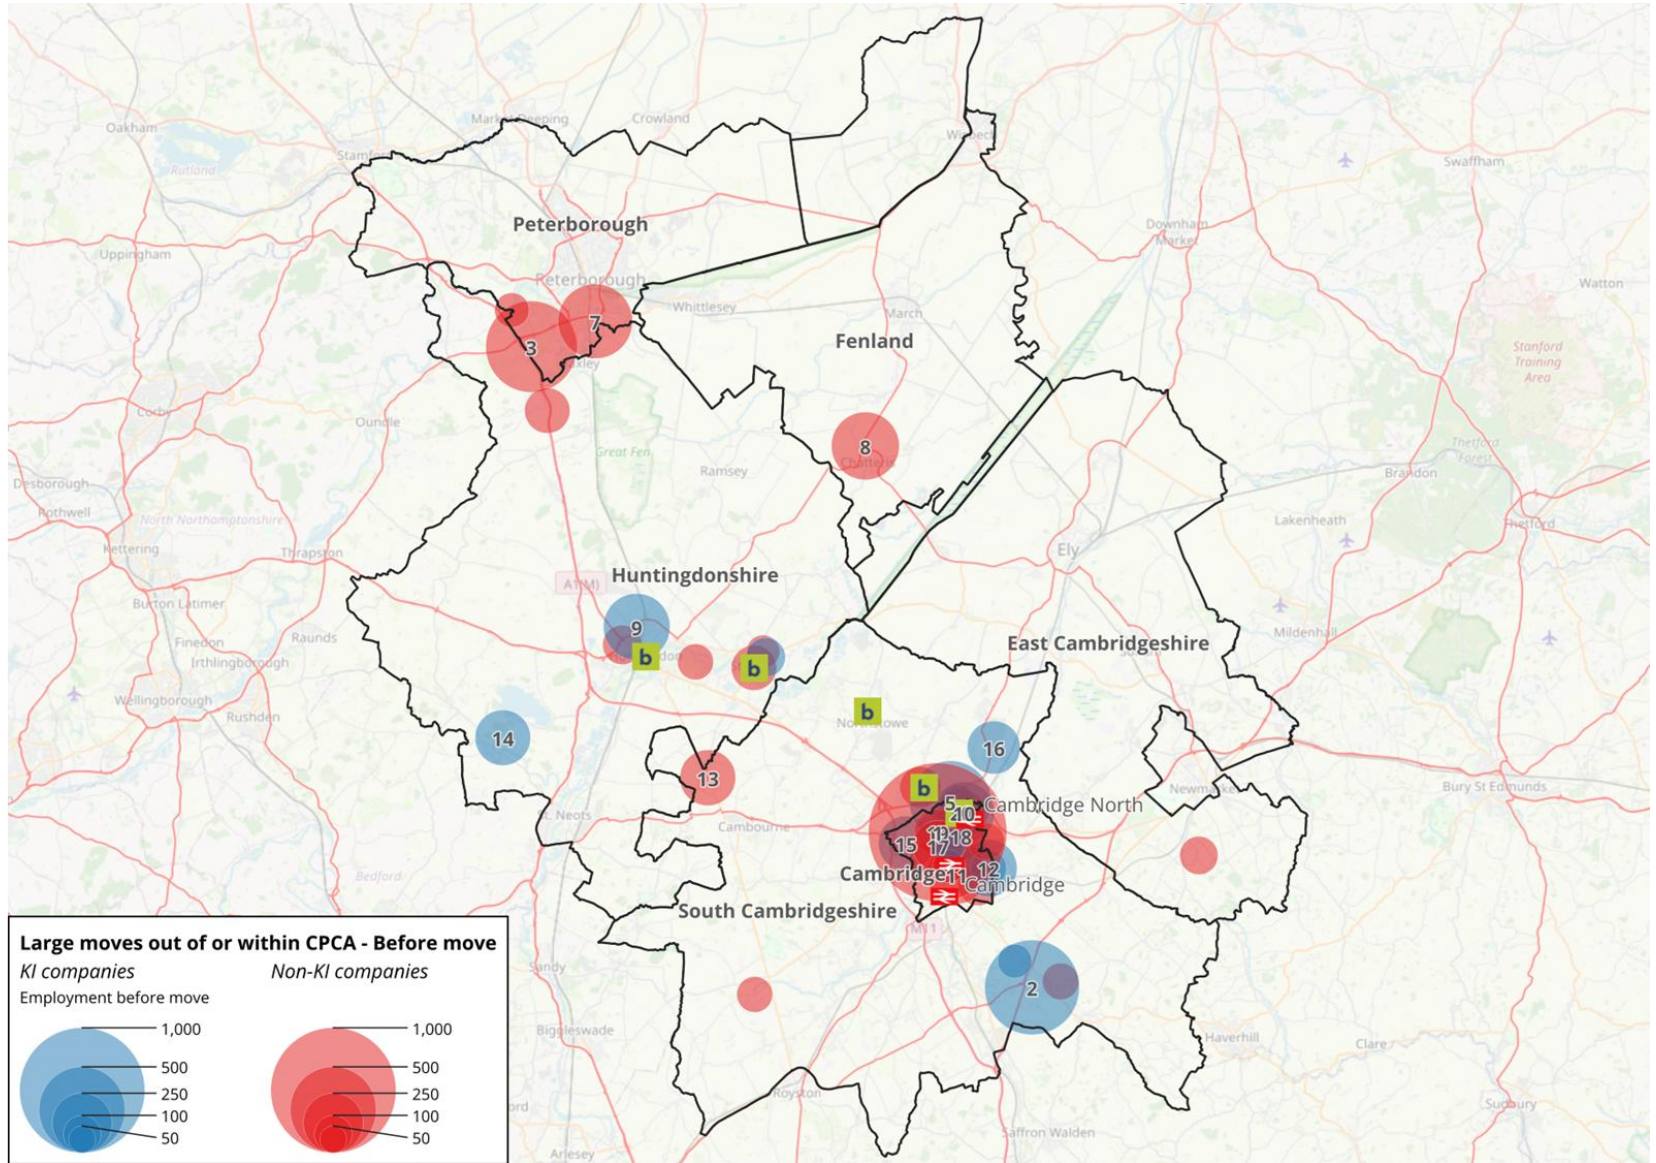 Oakham
Market Deeping
Crowland
Wisbech
Stamford
Rutland
Swaffham
Peterborough
Downham
Market
Uppingham
Peterborough
Watton
Whittlesey
March
7
Fenland
3
Stanford
Training
Area
Corby
Oundle
8
Chatteris
Thetford
Forest
Great Fen
Ramsey
Brandon
Desborough
Rothwell
North Northamptonshire
Lakenheath
Thetford
Kettering
Thrapston
Ely
Huntingdonshire
A1(M)
Burton Latimer
Raunds
9
Mildenhall
Finedon
East Cambridgeshire
Irthlingborough
b
b
Wellingborough
Rushden
b
Northstowe
14
16
13
b
Newmarket
Bury St Edmunds
5
Cambridge North
10
St. Neots
Cambourne
18
15
17
12
Cambridge
11
Cambridge
Bedford
South Cambridgeshire
M11
Large moves out of or within CPCA - Before move
KI companies
Non-KI companies
Sandy
Employment before move
2
1,000
1,000
Biggleswade
Haverhill
Clare
500
500
250
250
Royston
100
100
Sudbury
50
50
Saffron Walden
Arlesey